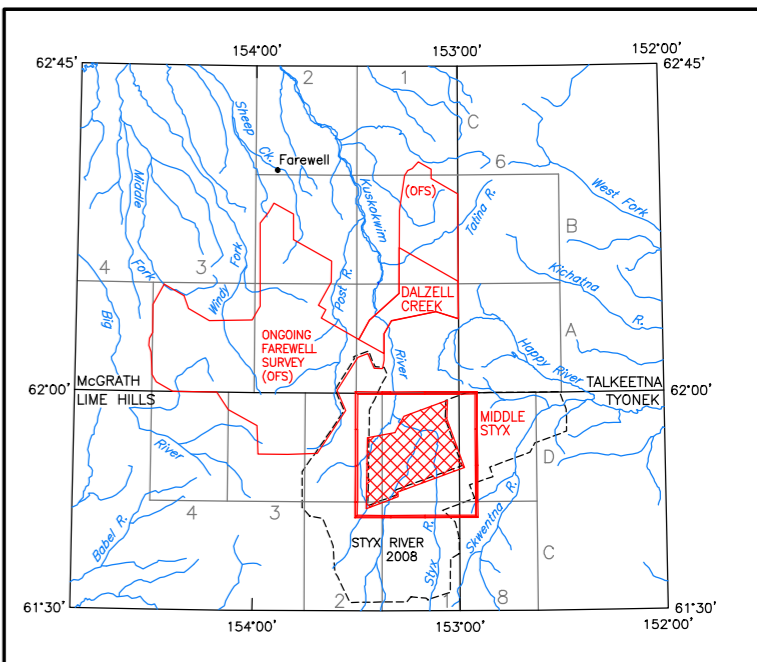 154°00'
153°00'
152°00'
62°45'
62°45'
2
1
Sheep
Ck.
C
Farewell
6
(OFS)
Middle
Kuskokwim
Tatina R.
West Fork
B
4
3
Fork
Windy
Fork
Post R.
Kichatna
R.
Big
DALZELL
CREEK
ONGOING
FAREWELL
SURVEY
(OFS)
River
A
Happy River
McGRATH
TALKEETNA
62°00'
62°00'
LIME HILLS
TYONEK
MIDDLE
STYX
River
D
4
3
Babel R.
Skwentna R.
STYX RIVER
2008
Styx
R.
C
2
8
61°30'
61°30'
154°00'
153°00'
152°00'